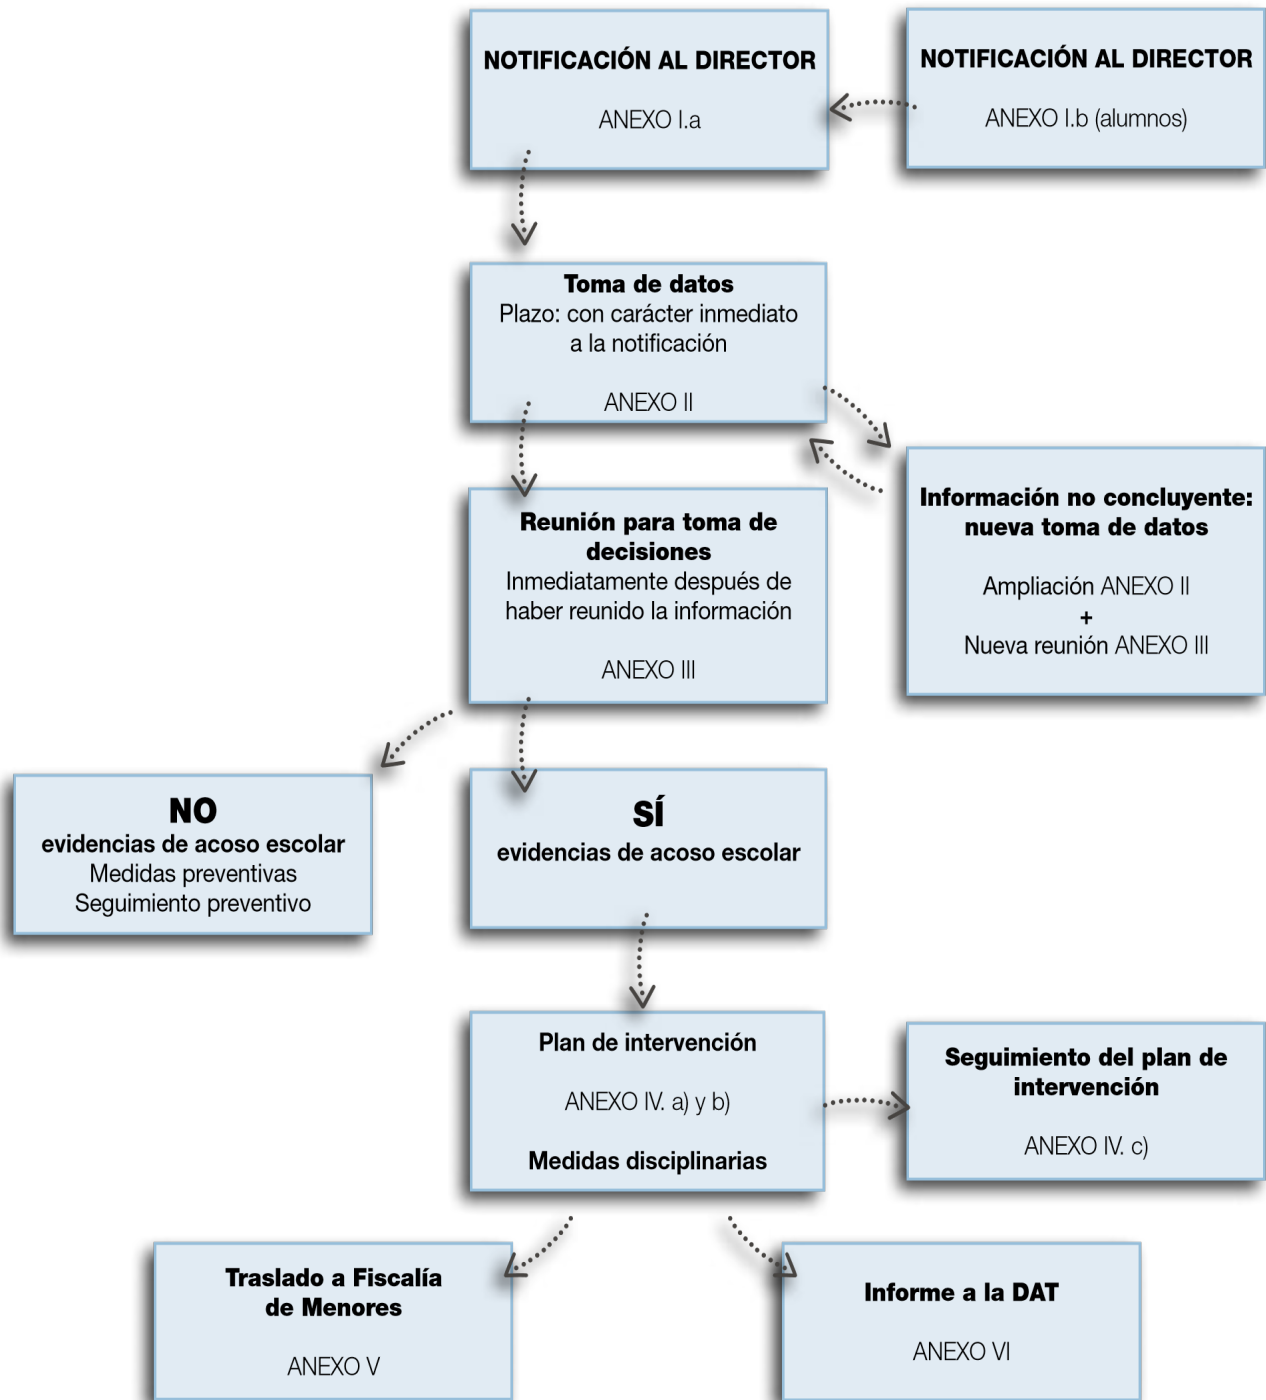 NOTIFICACIÓN AL DIRECTOR
ANEXO I.a
NOTIFICACIÓN AL DIRECTOR
ANEXO I.b (alumnos)
Toma de datos
Plazo: con carácter inmediato
a la notificación
ANEXO II
Información no concluyente:
nueva toma de datos
Ampliación ANEXO II
+
Nueva reunión ANEXO III
Reunión para toma de
decisiones
Inmediatamente después de
haber reunido la información
ANEXO III
NO
evidencias de acoso escolar
Medidas preventivas
Seguimiento preventivo
SÍ
evidencias de acoso escolar
Plan de intervención
ANEXO IV. a) y b)
Medidas disciplinarias
Seguimiento del plan de
intervención
ANEXO IV. c)
Traslado a Fiscalía
de Menores
ANEXO V
Informe a la DAT
ANEXO VI